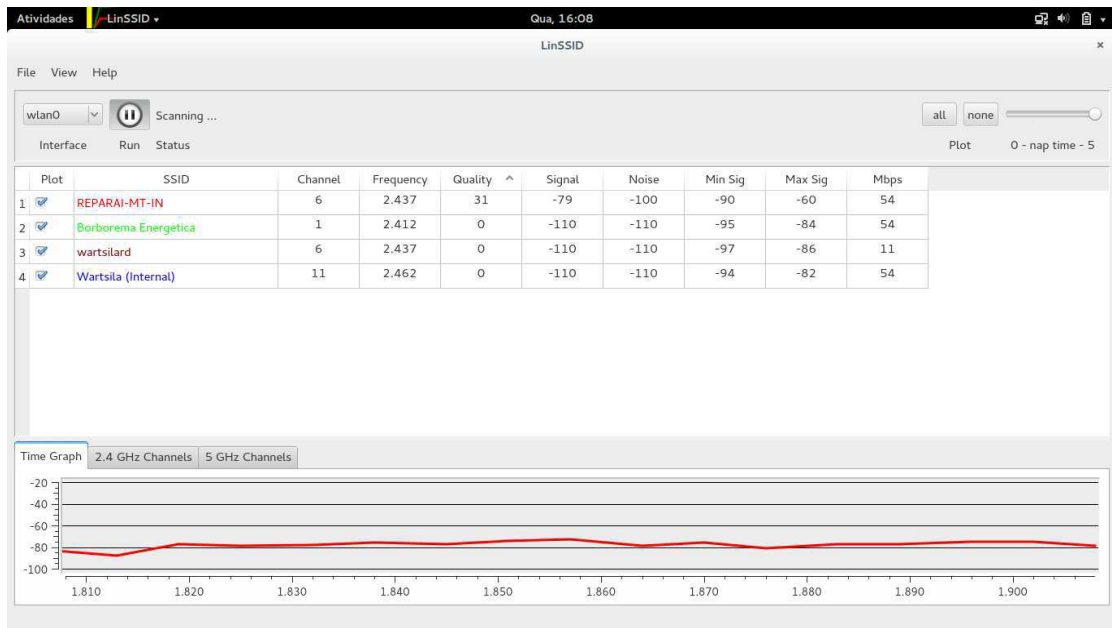 Atividades LinSSID Qua, 16:08
LinSSID ×
File View Help
wlan0 Scanning ... all none
Interface Run Status Plot 0 - nap time - 5
Plot SSID Channel Frequency Quality ^ Signal Noise Min Sig Max Sig Mbps
1 REPARAI-MT-IN 6 2.437 31 -79 -100 -90 -60 54
2 Borborema Energetica 1 2.412 0 -110 -110 -95 -84 54
3 wartsilard 6 2.437 0 -110 -110 -97 -86 11
4 Wartsila (Internal) 11 2.462 0 -110 -110 -94 -82 54
Time Graph 2.4 GHz Channels 5 GHz Channels
-20
-40
-60
-80
-100
1.810 1.820 1.830 1.840 1.850 1.860 1.870 1.880 1.890 1.900